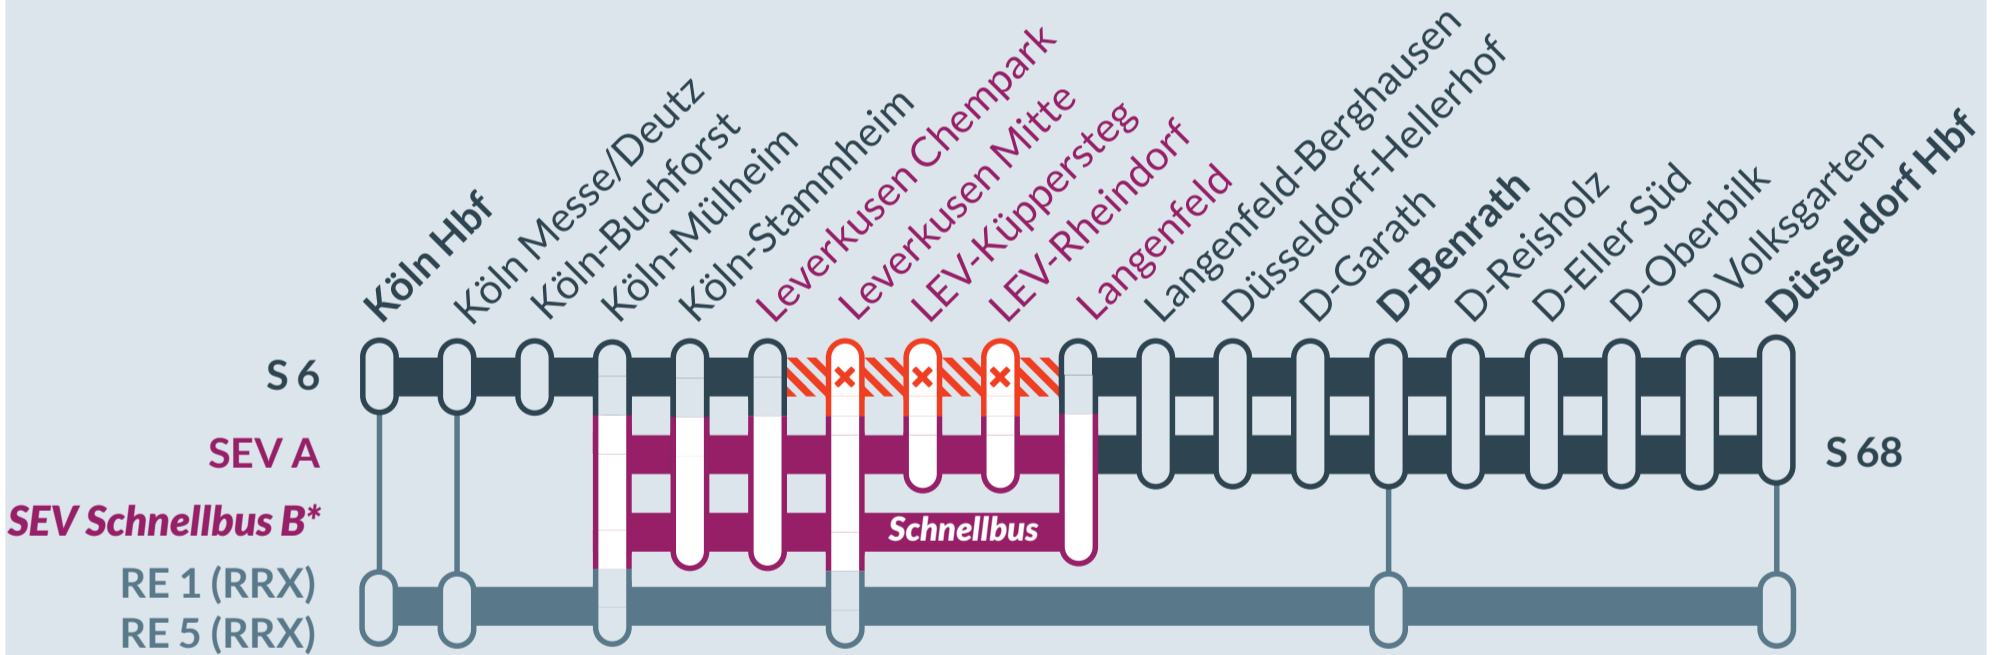 Köln Hbf
Köln Messe/Deutz
Köln-Buchforst
Köln-Mülheim
Köln-Stammheim
Leverkusen Chempark
Leverkusen Mitte
LEV-Küppersteg
LEV-Rheindorf
Langenfeld
Langenfeld-Berghausen
Düsseldorf-Hellerhof
D-Garath
D-Benrath
D-Reisholz
D-Eller Süd
D-Oberbilk
D Volksgarten
Düsseldorf Hbf
S 6
SEV A
S 68
SEV Schnellbus B*
Schnellbus
RE 1 (RRX)
RE 5 (RRX)